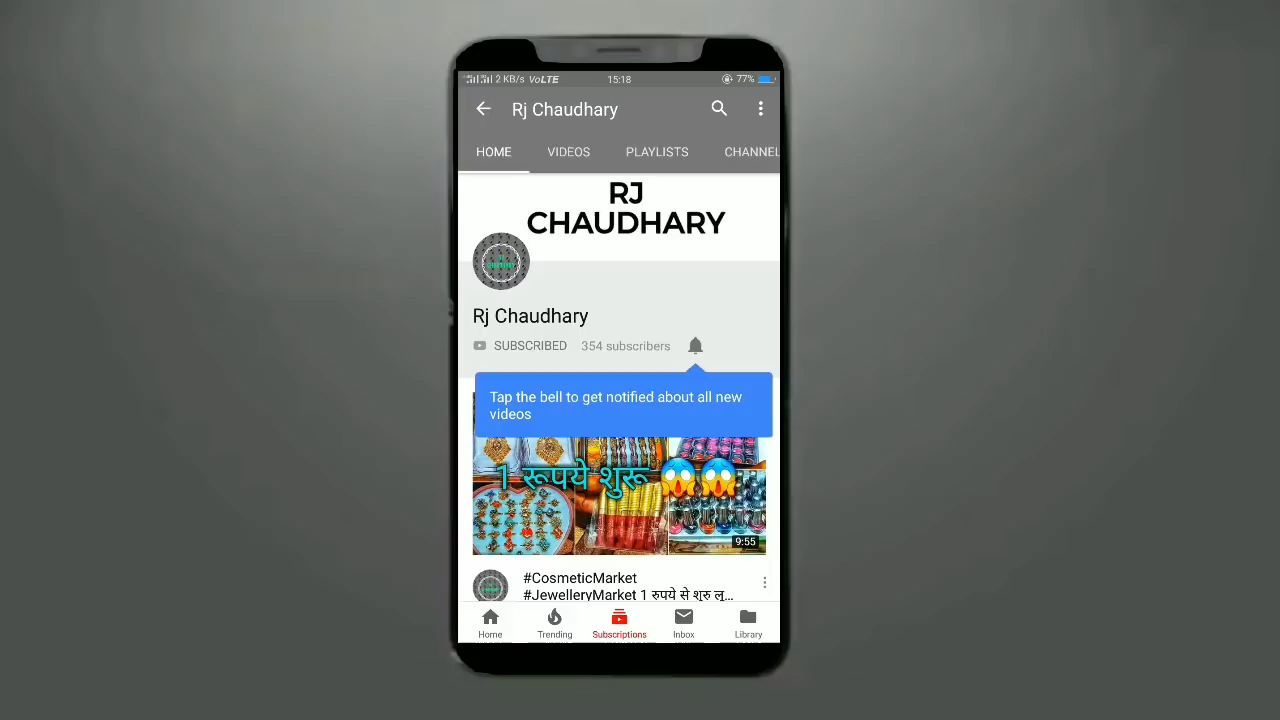 2 KB/s VoLTE 15:18 77%
Rj Chaudhary
HOME VIDEOS PLAYLISTS CHANNEL
RJ
CHAUDHARY
Rj Chaudhary
SUBSCRIBED 354 subscribers
Tap the bell to get notified about all new
videos
1 रूपये शुरू 😱😱
9:55
#CosmeticMarket
#JewelleryMarket 1 रुपये से शुरु लू...
Home Trending Subscriptions Inbox Library